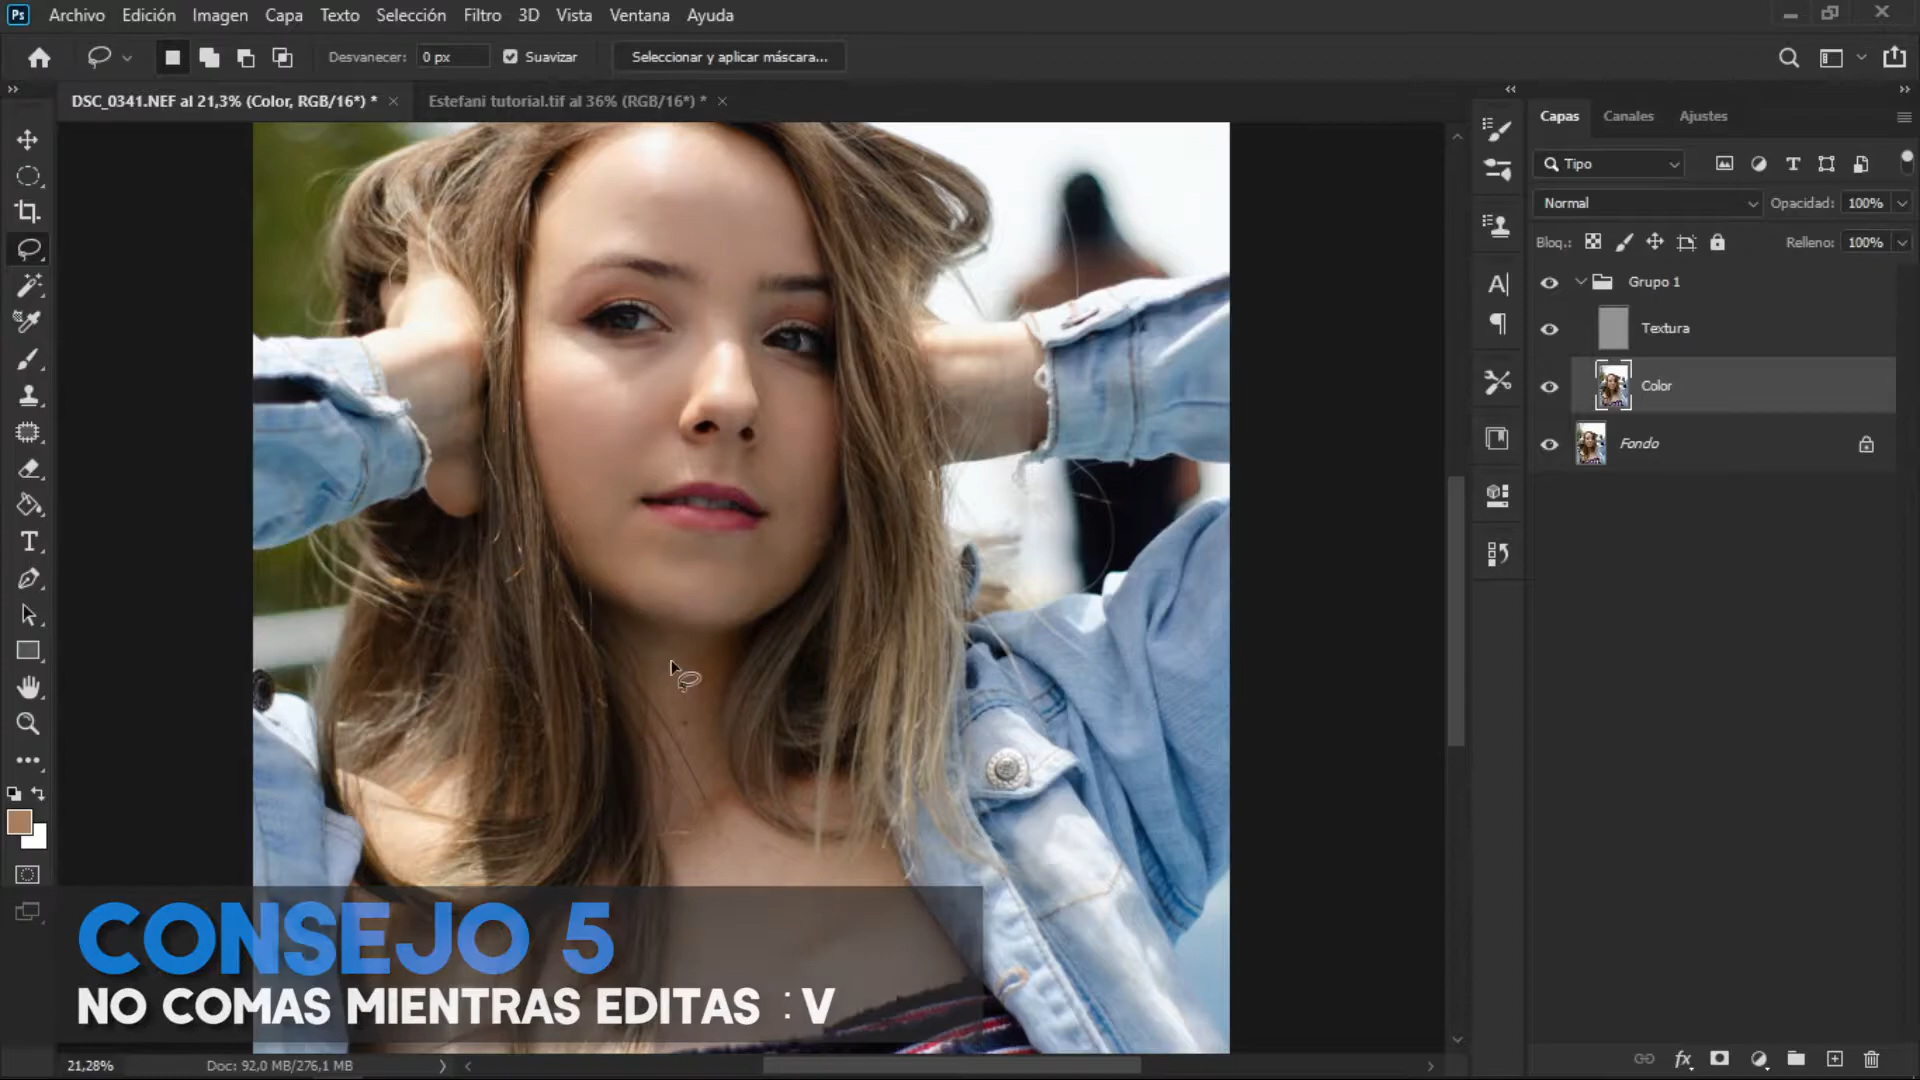 Ps Archivo Edición Imagen Capa Texto Selección Filtro 3D Vista Ventana Ayuda
Desvanecer: 0 px Suavizar Seleccionar y aplicar máscara...
DSC_0341.NEF al 21,3% (Color, RGB/16*) * Estefani tutorial.tif al 36% (RGB/16*) *
Capas Canales Ajustes
Tipo
Normal Opacidad: 100%
Bloq.: Relleno: 100%
Grupo 1
Textura
Color
Fondo
CONSEJO 5
NO COMAS MIENTRAS EDITAS :V
21,28% Doc: 92,0 MB/276,1 MB